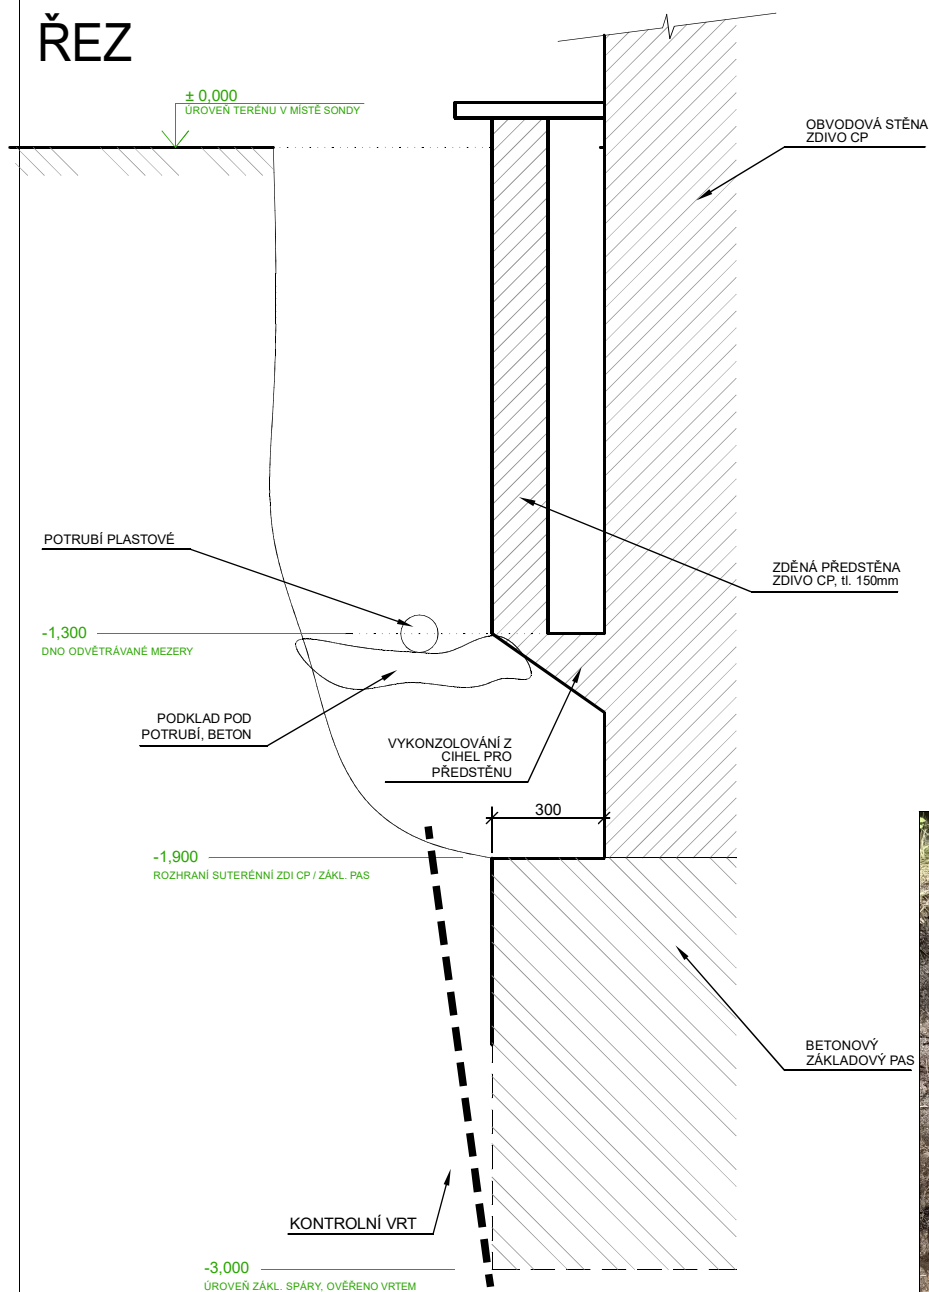 ŘEZ
± 0,000
ÚROVEŇ TERÉNU V MÍSTĚ SONDY
OBVODOVÁ STĚNA
ZDIVO CP
POTRUBÍ PLASTOVÉ
ZDĚNÁ PŘEDSTĚNA
ZDIVO CP, tl. 150mm
-1,300
DNO ODVĚTRÁVANÉ MEZERY
PODKLAD POD
POTRUBÍ, BETON
VYKONZOLOVÁNÍ Z
CIHEL PRO
PŘEDSTĚNU
300
-1,900
ROZHRANÍ SUTERÉNNÍ ZDI CP / ZÁKL. PAS
BETONOVÝ
ZÁKLADOVÝ PAS
KONTROLNÍ VRT
-3,000
ÚROVEŇ ZÁKL. SPÁRY, OVĚŘENO VRTEM